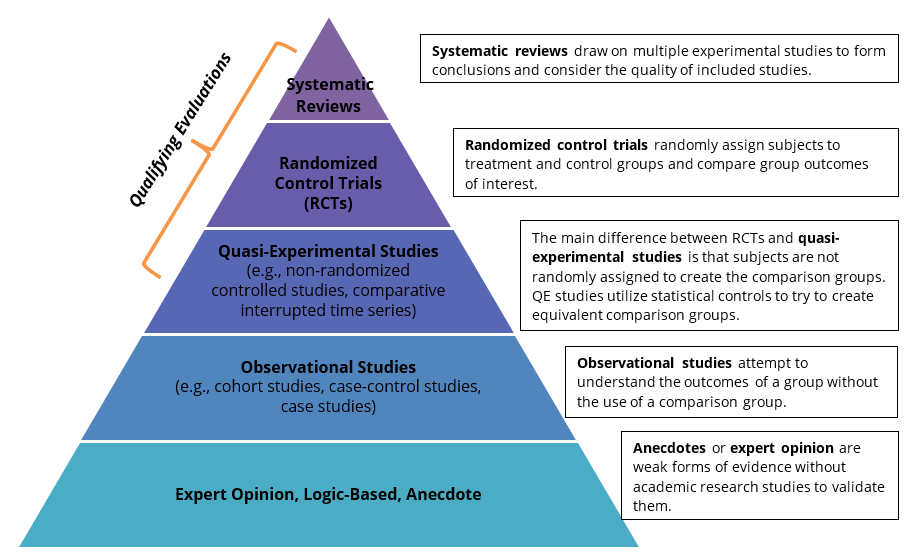 Qualifying Evaluations
Systematic
Reviews
Systematic reviews draw on multiple experimental studies to form
conclusions and consider the quality of included studies.
Randomized
Control Trials
(RCTs)
Randomized control trials randomly assign subjects to
treatment and control groups and compare group outcomes
of interest.
Quasi-Experimental Studies
(e.g., non-randomized
controlled studies, comparative
interrupted time series)
The main difference between RCTs and quasi-
experimental studies is that subjects are not
randomly assigned to create the comparison groups.
QE studies utilize statistical controls to try to create
equivalent comparison groups.
Observational Studies
(e.g., cohort studies, case-control studies,
case studies)
Observational studies attempt to
understand the outcomes of a group without
the use of a comparison group.
Expert Opinion, Logic-Based, Anecdote
Anecdotes or expert opinion are
weak forms of evidence without
academic research studies to validate
them.